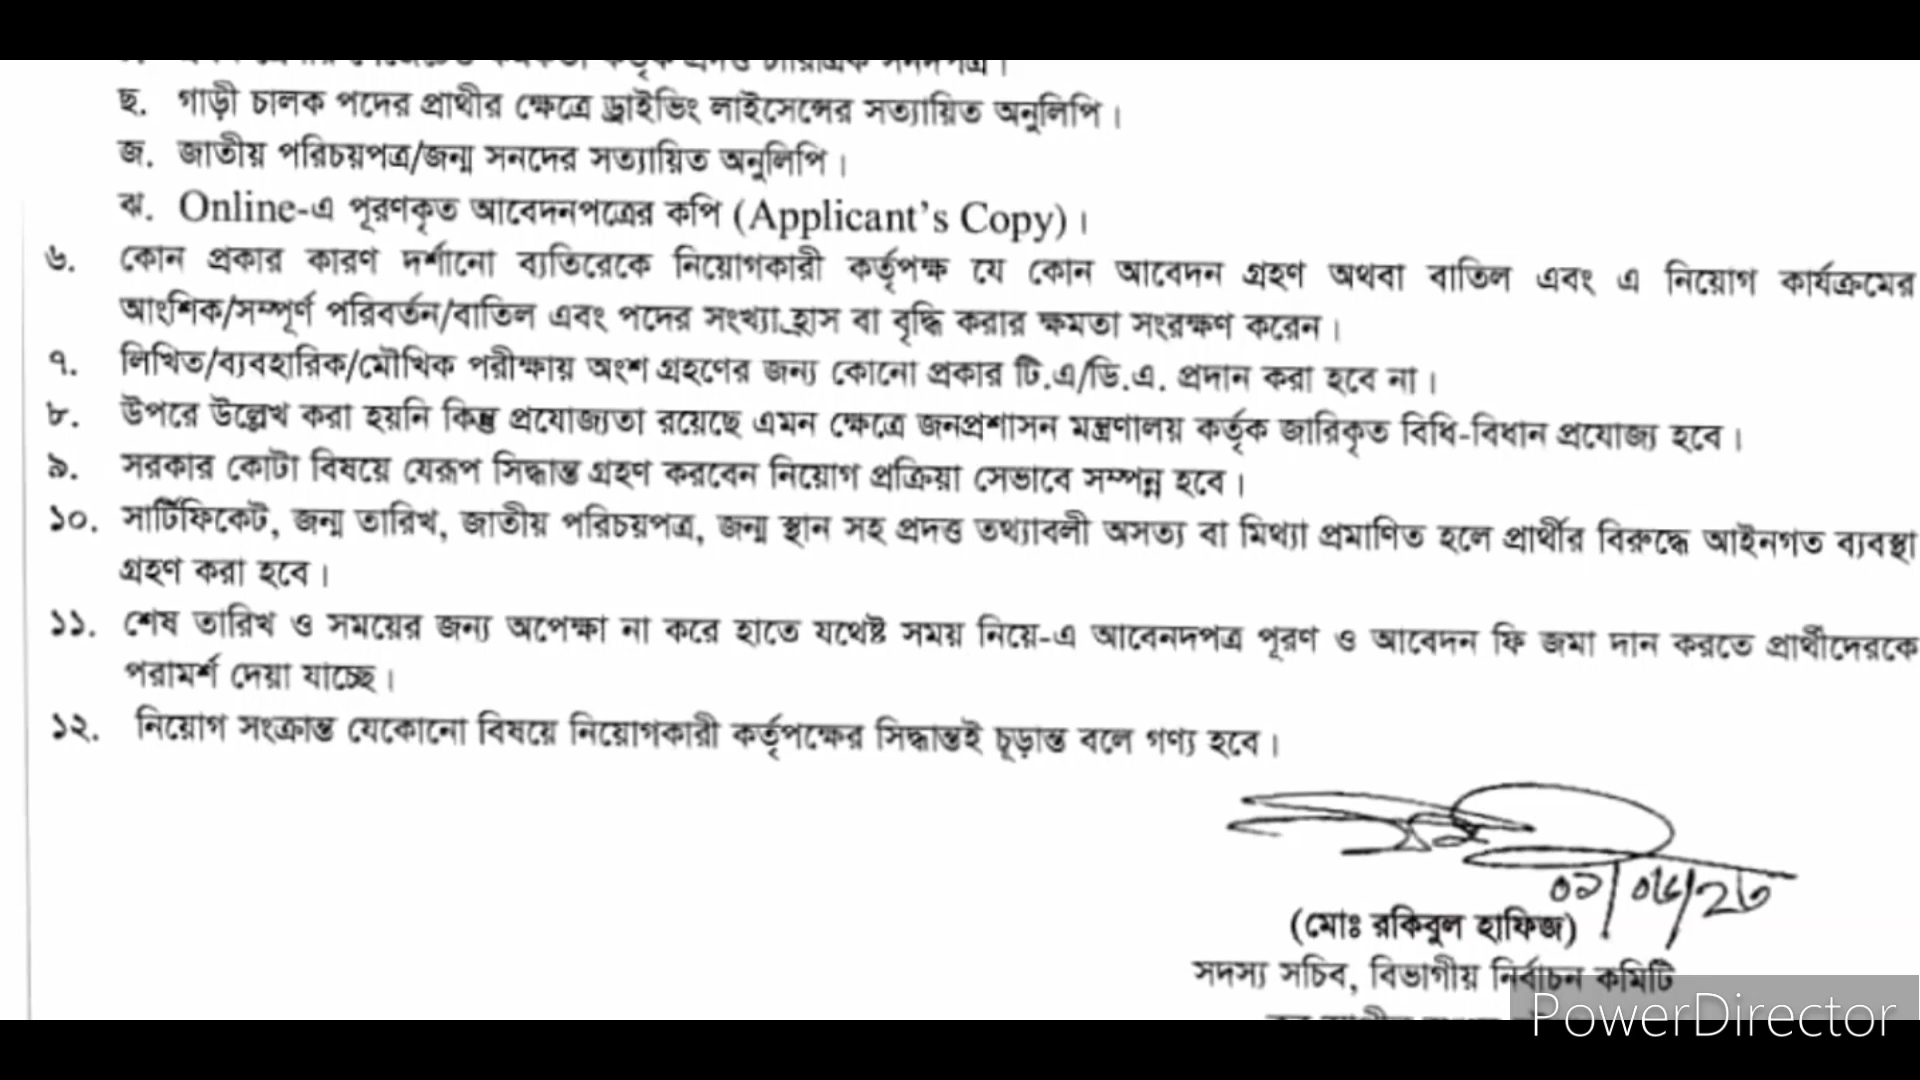 ছ. গাড়ী চালক পদের প্রার্থীর ক্ষেত্রে ড্রাইভিং লাইসেন্সের সত্যায়িত অনুলিপি।
জ. জাতীয় পরিচয়পত্র/জন্ম সনদের সত্যায়িত অনুলিপি।
ঝ. Online-এ পূরণকৃত আবেদনপত্রের কপি (Applicant’s Copy)।
৬. কোন প্রকার কারণ দর্শানো ব্যতিরেকে নিয়োগকারী কর্তৃপক্ষ যে কোন আবেদন গ্রহণ অথবা বাতিল এবং এ নিয়োগ কার্যক্রমের
আংশিক/সম্পূর্ণ পরিবর্তন/বাতিল এবং পদের সংখ্যা হ্রাস বা বৃদ্ধি করার ক্ষমতা সংরক্ষণ করেন।
৭. লিখিত/ব্যবহারিক/মৌখিক পরীক্ষায় অংশ গ্রহণের জন্য কোনো প্রকার টি.এ/ডি.এ. প্রদান করা হবে না।
৮. উপরে উল্লেখ করা হয়নি কিন্তু প্রযোজ্যতা রয়েছে এমন ক্ষেত্রে জনপ্রশাসন মন্ত্রণালয় কর্তৃক জারিকৃত বিধি-বিধান প্রযোজ্য হবে।
৯. সরকার কোটা বিষয়ে যেরূপ সিদ্ধান্ত গ্রহণ করবেন নিয়োগ প্রক্রিয়া সেভাবে সম্পন্ন হবে।
১০. সার্টিফিকেট, জন্ম তারিখ, জাতীয় পরিচয়পত্র, জন্ম স্থান সহ প্রদত্ত তথ্যাবলী অসত্য বা মিথ্যা প্রমাণিত হলে প্রার্থীর বিরুদ্ধে আইনগত ব্যবস্থা
গ্রহণ করা হবে।
১১. শেষ তারিখ ও সময়ের জন্য অপেক্ষা না করে হাতে যথেষ্ট সময় নিয়ে-এ আবেনদপত্র পূরণ ও আবেদন ফি জমা দান করতে প্রার্থীদেরকে
পরামর্শ দেয়া যাচ্ছে।
১২. নিয়োগ সংক্রান্ত যেকোনো বিষয়ে নিয়োগকারী কর্তৃপক্ষের সিদ্ধান্তই চূড়ান্ত বলে গণ্য হবে।
(মোঃ রকিবুল হাফিজ)
সদস্য সচিব, বিভাগীয় নির্বাচন কমিটি
PowerDirector